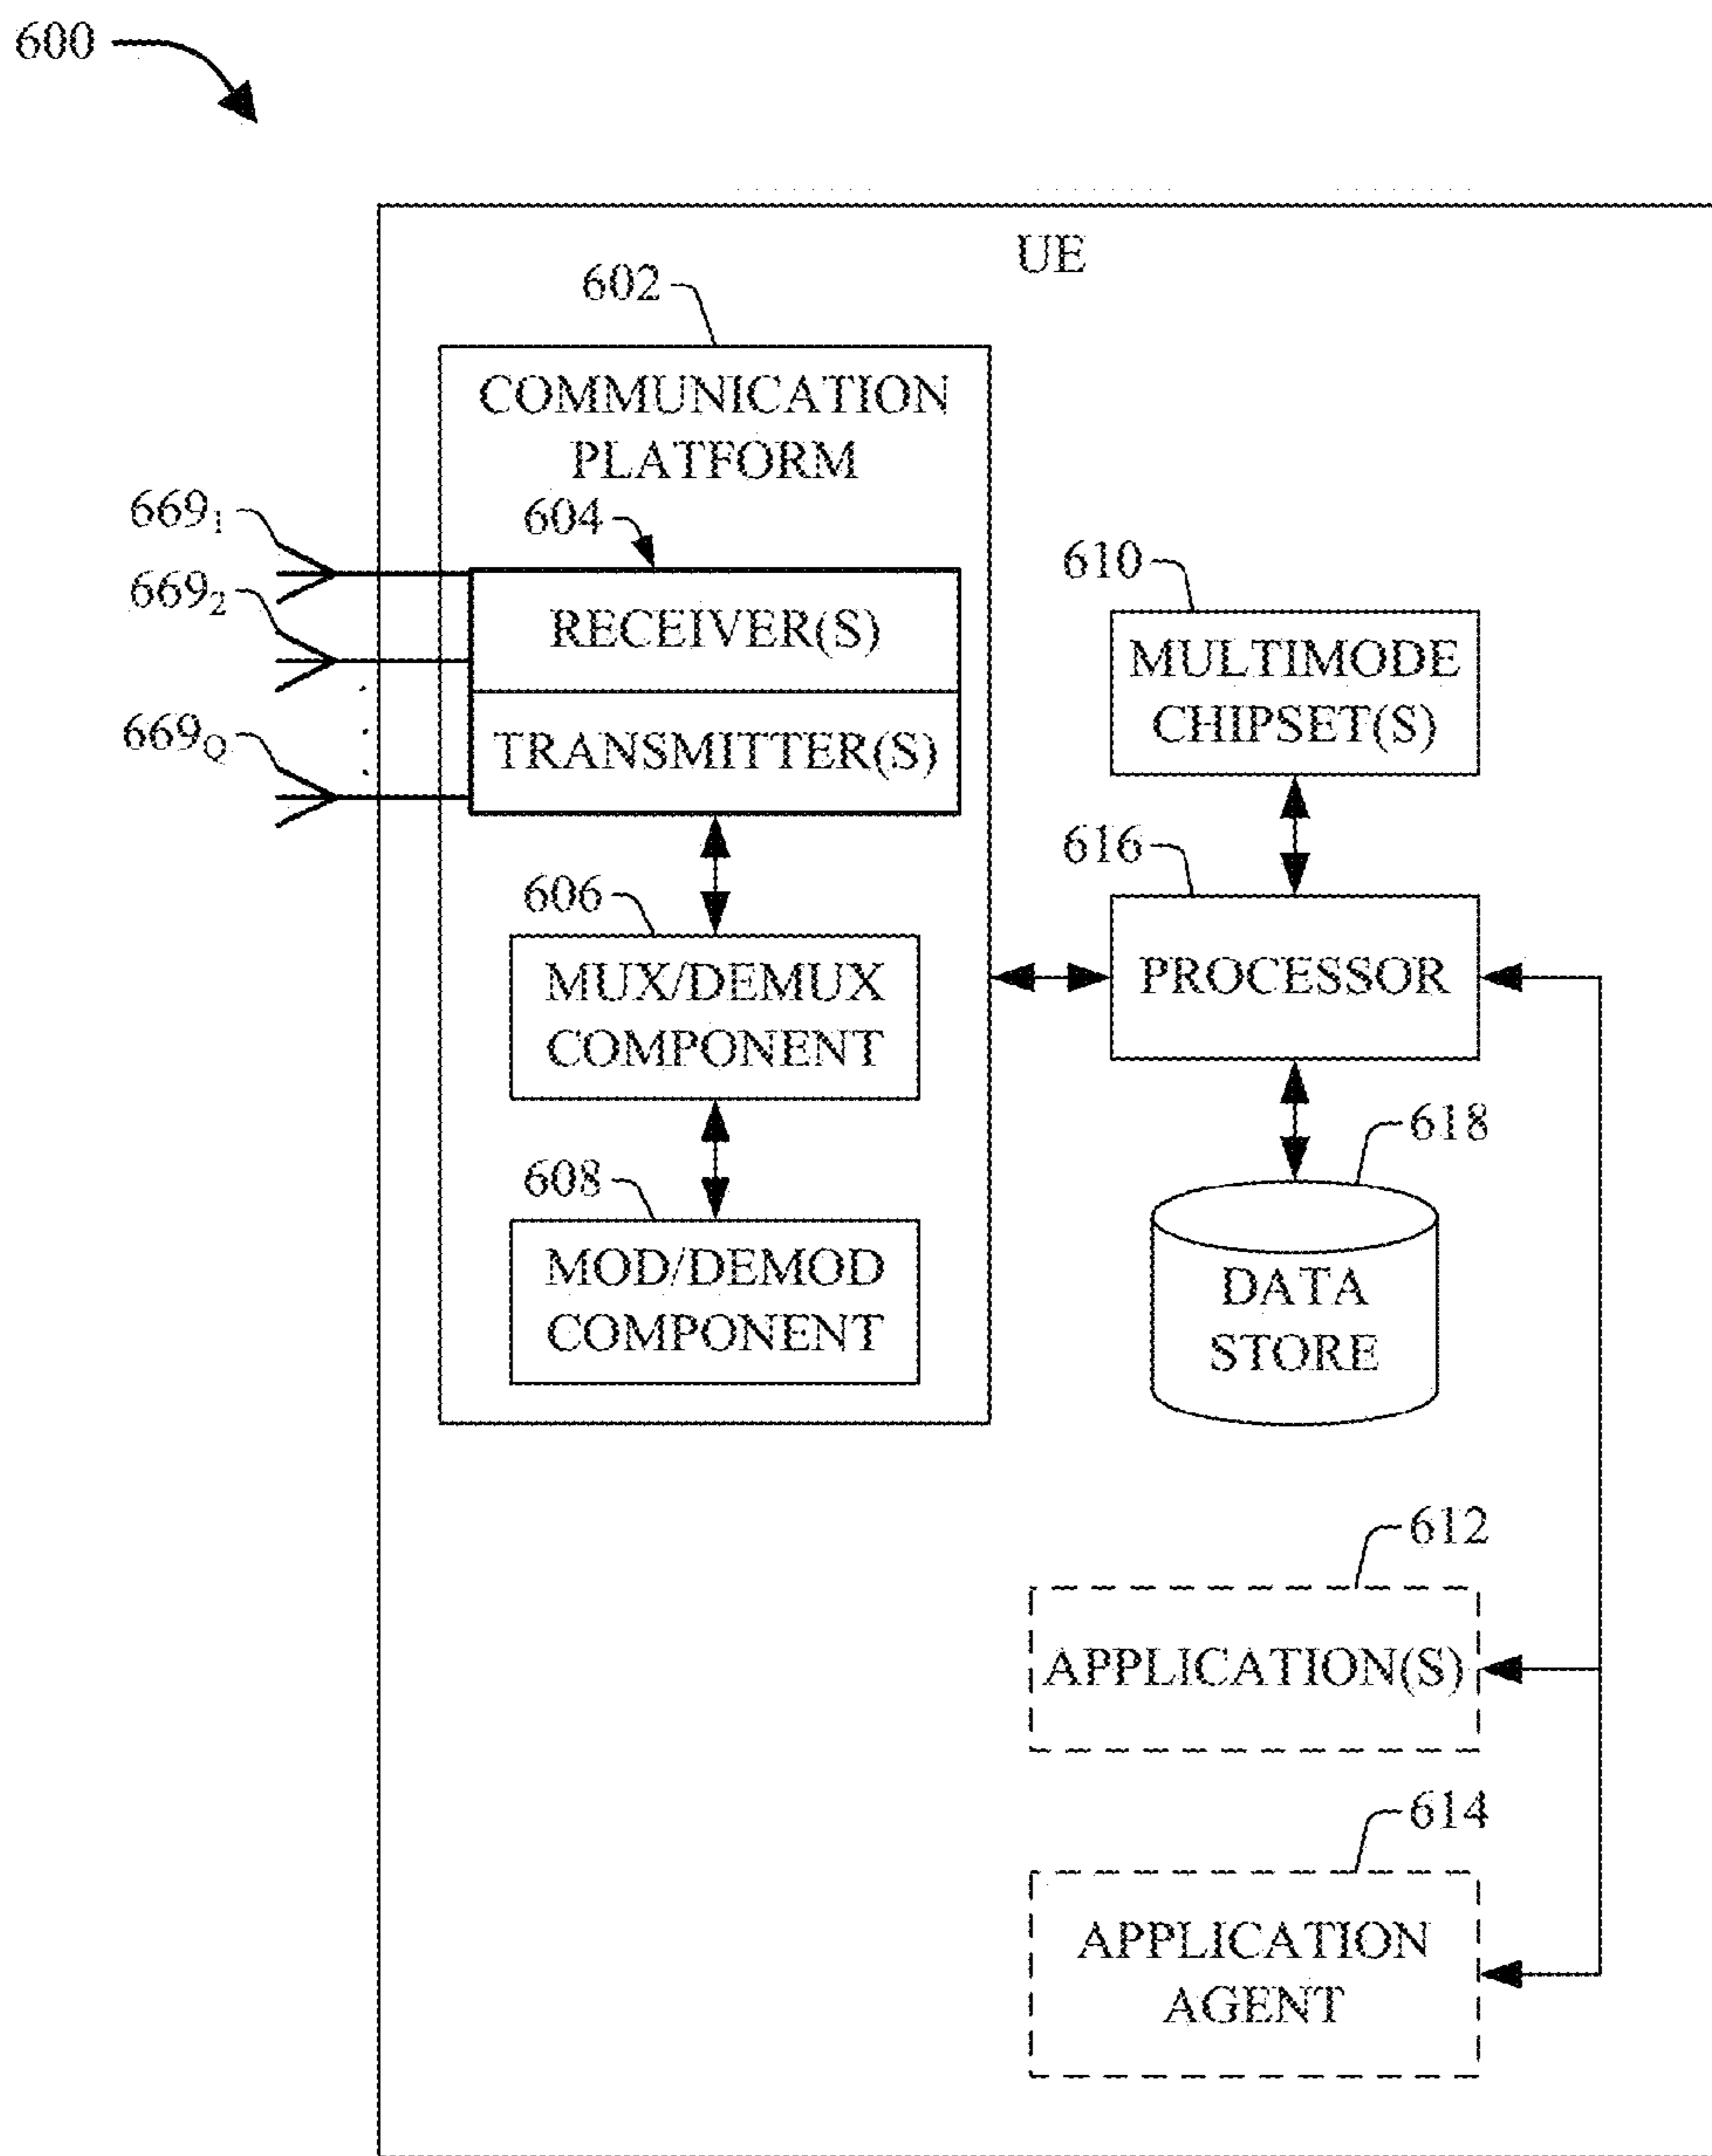 600
UE
602
COMMUNICATION
PLATFORM
669₁
604
669₂
RECEIVER(S)
669Q
TRANSMITTER(S)
606
MUX/DEMUX
COMPONENT
608
MOD/DEMOD
COMPONENT
610
MULTIMODE
CHIPSET(S)
616
PROCESSOR
618
DATA
STORE
612
APPLICATION(S)
614
APPLICATION
AGENT